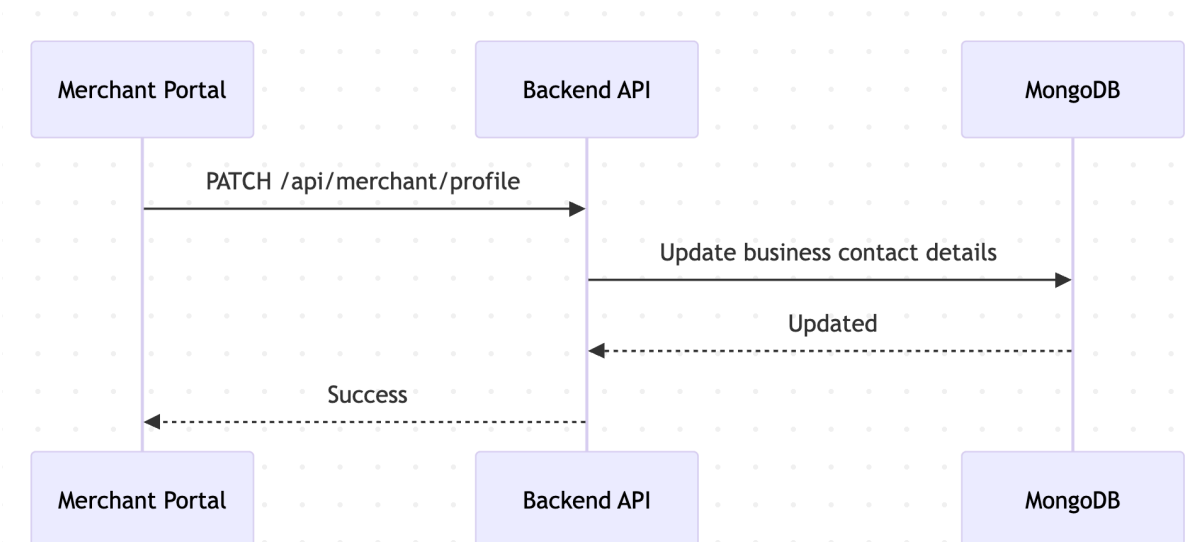 Merchant Portal
Backend API
MongoDB
PATCH /api/merchant/profile
Update business contact details
Updated
Success
Merchant Portal
Backend API
MongoDB